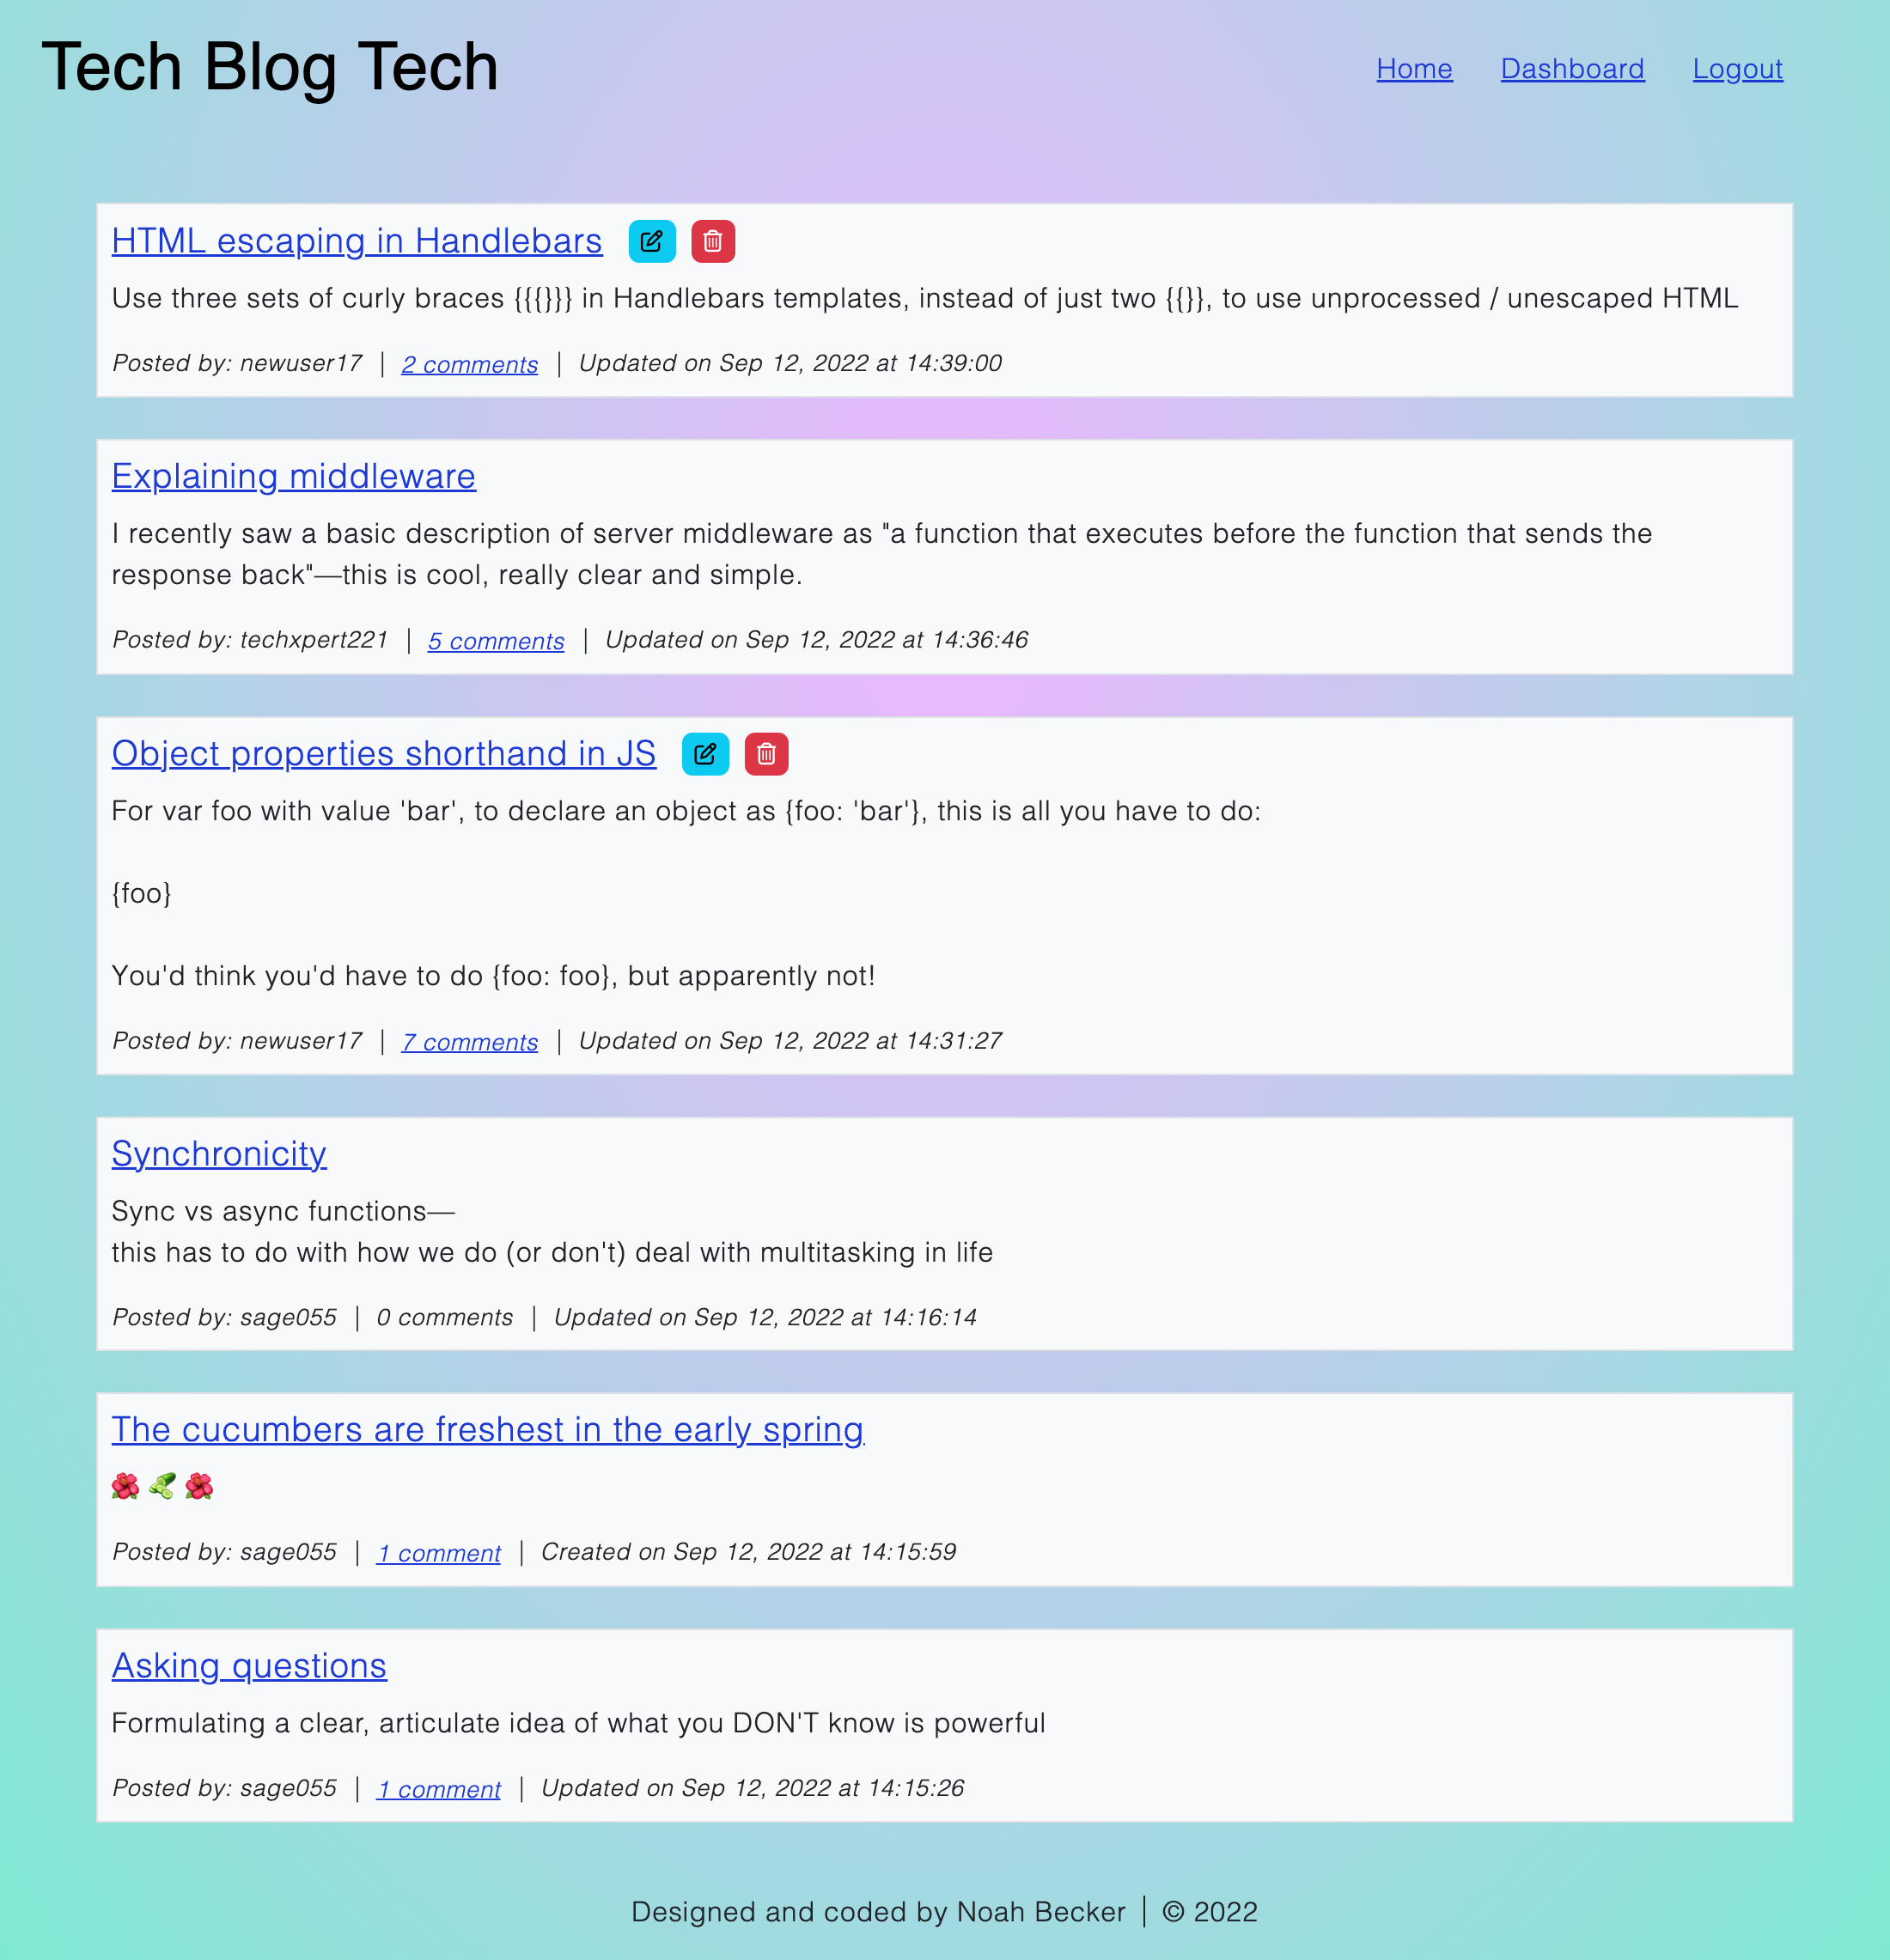 Tech Blog Tech
Home Dashboard Logout
HTML escaping in Handlebars
Use three sets of curly braces {{{}}} in Handlebars templates, instead of just two {{}}, to use unprocessed / unescaped HTML
Posted by: newuser17 | 2 comments | Updated on Sep 12, 2022 at 14:39:00
Explaining middleware
I recently saw a basic description of server middleware as "a function that executes before the function that sends the
response back"—this is cool, really clear and simple.
Posted by: techxpert221 | 5 comments | Updated on Sep 12, 2022 at 14:36:46
Object properties shorthand in JS
For var foo with value 'bar', to declare an object as {foo: 'bar'}, this is all you have to do:
{foo}
You'd think you'd have to do {foo: foo}, but apparently not!
Posted by: newuser17 | 7 comments | Updated on Sep 12, 2022 at 14:31:27
Synchronicity
Sync vs async functions—
this has to do with how we do (or don't) deal with multitasking in life
Posted by: sage055 | 0 comments | Updated on Sep 12, 2022 at 14:16:14
The cucumbers are freshest in the early spring
🌺 🥒 🌺
Posted by: sage055 | 1 comment | Created on Sep 12, 2022 at 14:15:59
Asking questions
Formulating a clear, articulate idea of what you DON'T know is powerful
Posted by: sage055 | 1 comment | Updated on Sep 12, 2022 at 14:15:26
Designed and coded by Noah Becker | © 2022